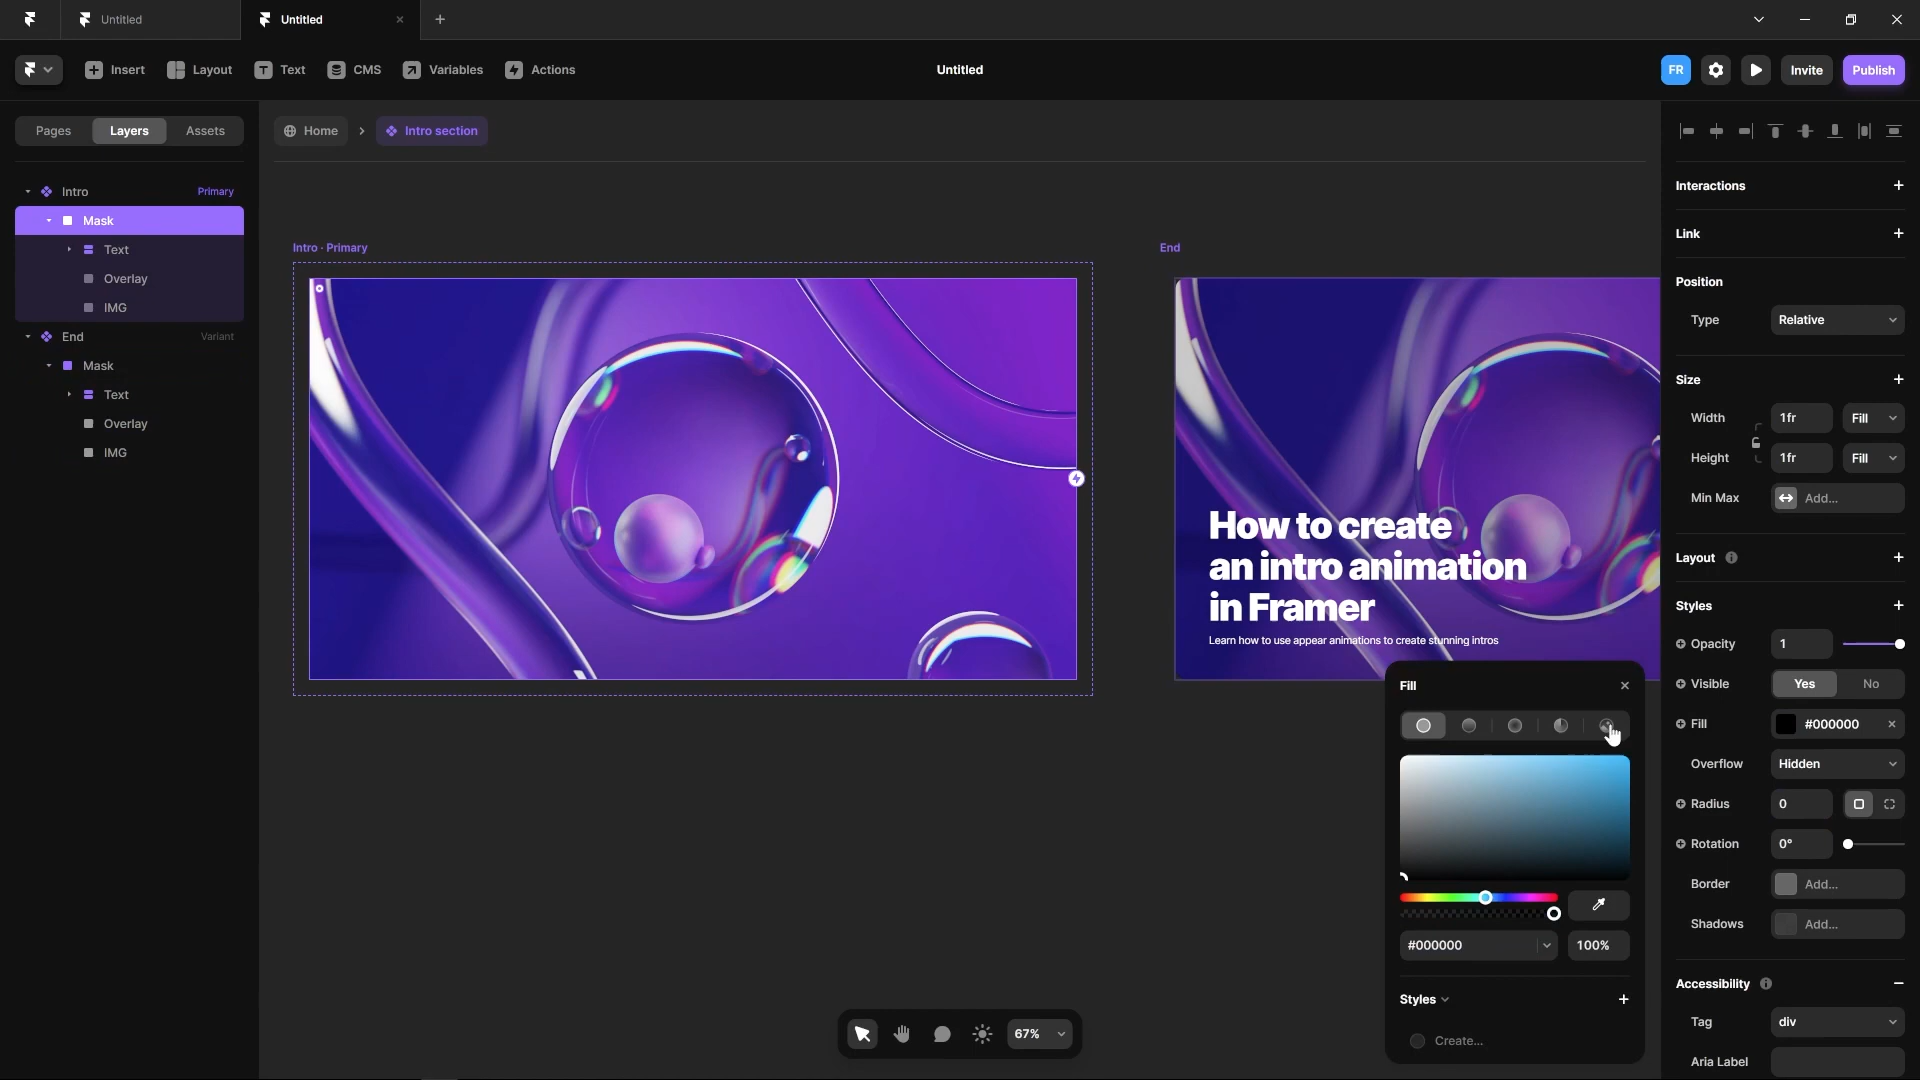 Untitled
Untitled
Insert
Layout
Text
CMS
Variables
Actions
Untitled
FR
Invite
Publish
Pages
Layers
Assets
Home
Intro section
Intro
Primary
Mask
Text
Overlay
IMG
End
Variant
Mask
Text
Overlay
IMG
Intro · Primary
End
How to create
an intro animation
in Framer
Learn how to use appear animations to create stunning intros
Fill
#000000
100%
Styles
Create...
67%
Interactions
Link
Position
Type
Relative
Size
Width
1fr
Fill
Height
1fr
Fill
Min Max
Add...
Layout
Styles
Opacity
1
Visible
Yes
No
Fill
#000000
Overflow
Hidden
Radius
0
Rotation
0°
Border
Add...
Shadows
Add...
Accessibility
Tag
div
Aria Label